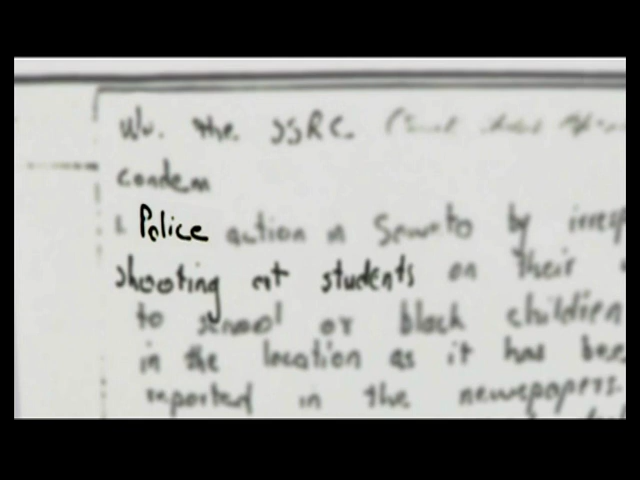 We. the SSRC.
condem
1. Police action in Soweto by
shooting at students on their
to school or black children
in the location as it has
reported in the newspapers.